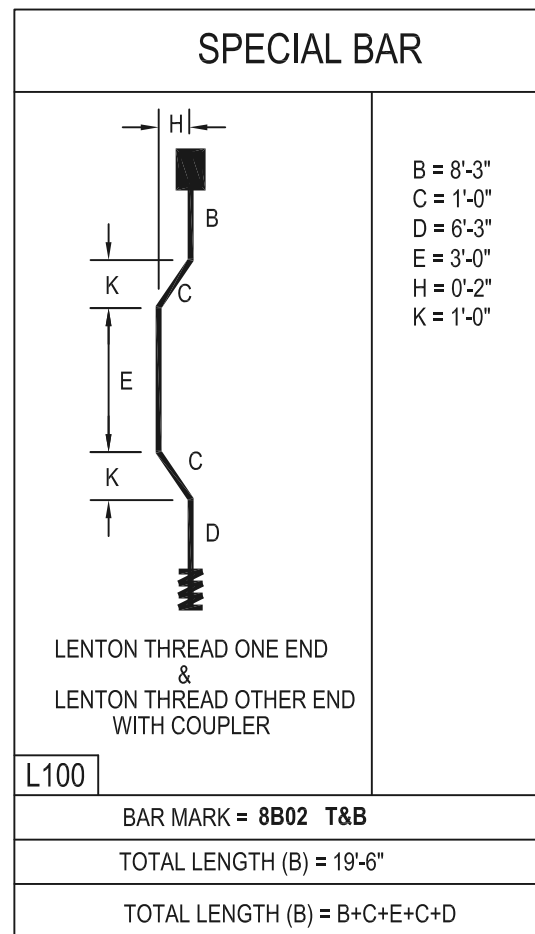 SPECIAL BAR
H
B
K
C
E
C
K
D
B = 8'-3"
C = 1'-0"
D = 6'-3"
E = 3'-0"
H = 0'-2"
K = 1'-0"
LENTON THREAD ONE END
&
LENTON THREAD OTHER END
WITH COUPLER
L100
BAR MARK = 8B02 T&B
TOTAL LENGTH (B) = 19'-6"
TOTAL LENGTH (B) = B+C+E+C+D